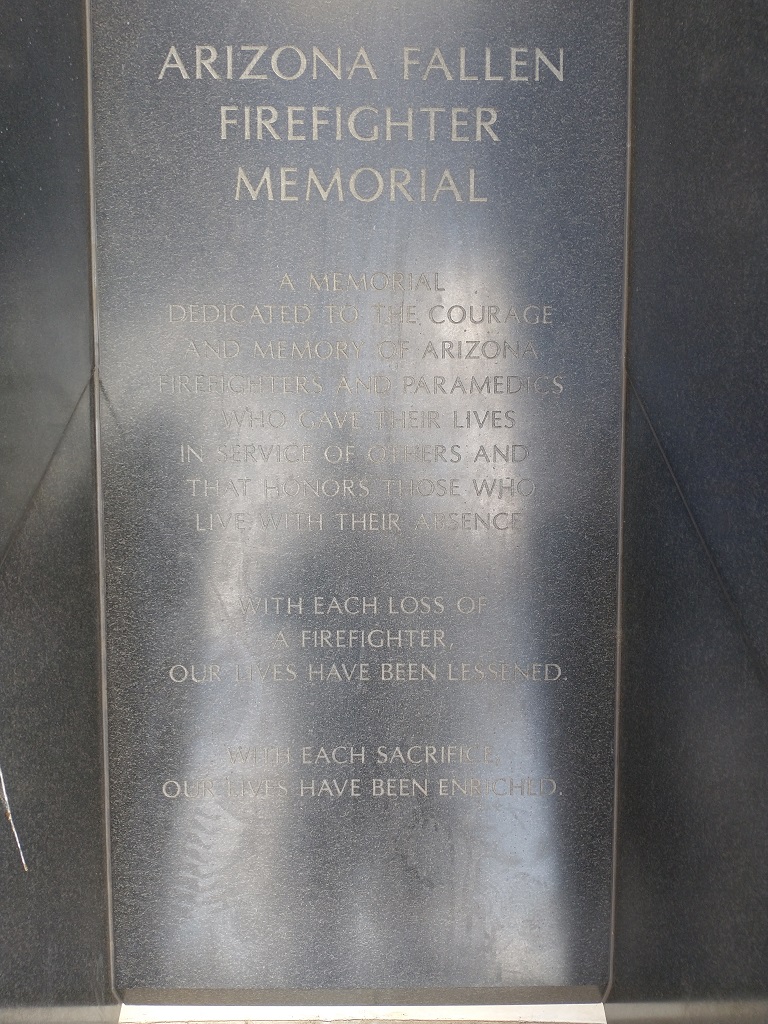 ARIZONA FALLEN
FIREFIGHTER
MEMORIAL
A MEMORIAL
DEDICATED TO THE COURAGE
AND MEMORY OF ARIZONA
FIREFIGHTERS AND PARAMEDICS
WHO GAVE THEIR LIVES
IN SERVICE OF OTHERS AND
THAT HONORS THOSE WHO
LIVE WITH THEIR ABSENCE
WITH EACH LOSS OF
A FIREFIGHTER,
OUR LIVES HAVE BEEN LESSENED.
WITH EACH SACRIFICE,
OUR LIVES HAVE BEEN ENRICHED.